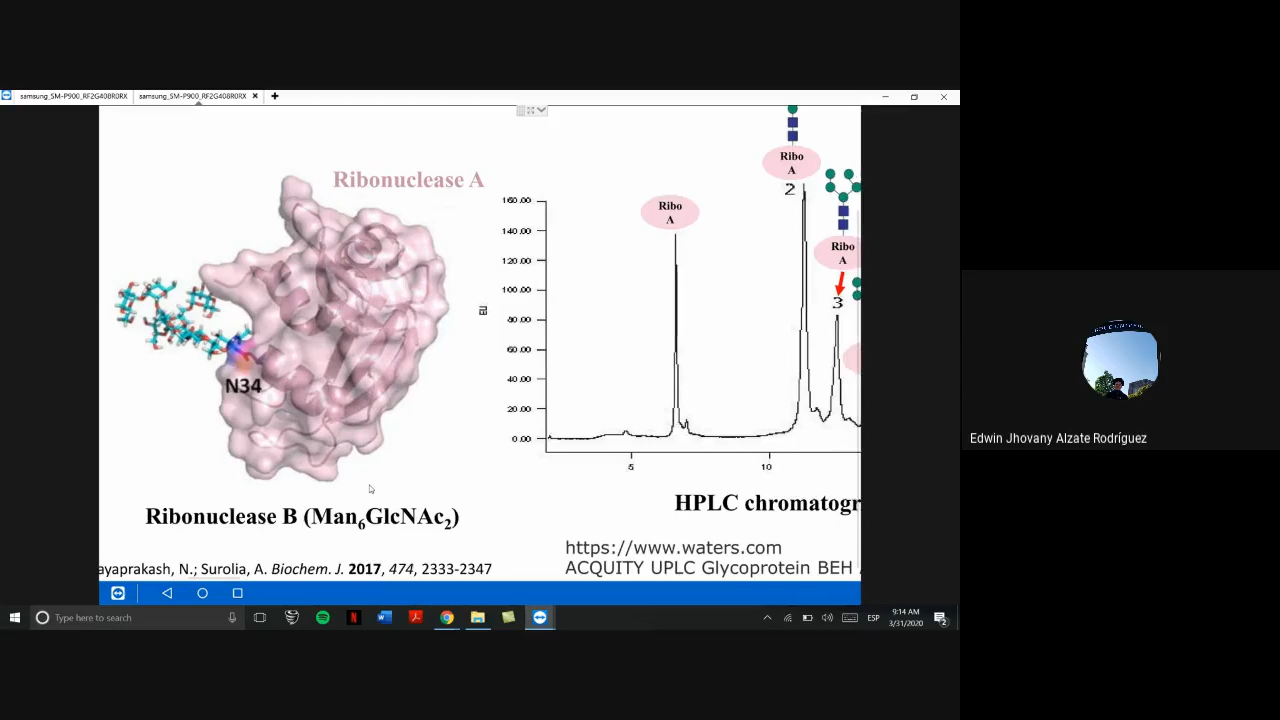 samsung_SM-P900_RF2G408R0RX
samsung_SM-P900_RF2G408R0RX
Ribonuclease A
N34
Ribonuclease B (Man₆GlcNAc₂)
ayaprakash, N.; Surolia, A. Biochem. J. 2017, 474, 2333-2347
Ribo
A
2
Ribo
A
Ribo
A
3
160.00
140.00
120.00
100.00
80.00
60.00
40.00
20.00
0.00
EU
5
10
HPLC chromatogr
https://www.waters.com
ACQUITY UPLC Glycoprotein BEH
Type here to search
ESP
9:14 AM
3/31/2020
2
Edwin Jhovany Alzate Rodríguez